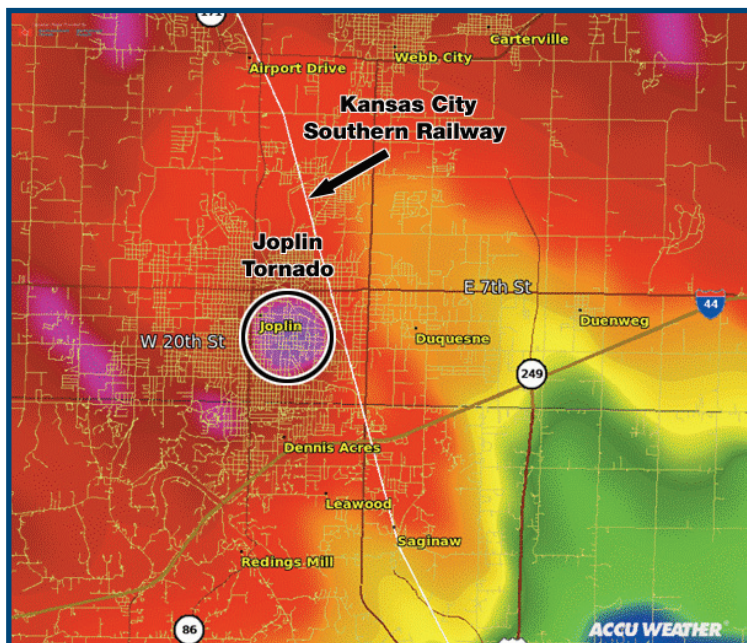 171
Carterville
Webb City
Airport Drive
Kansas City
Southern Railway
Joplin
Tornado
E 7th St
44
Joplin
Duenweg
W 20th St
Duquesne
249
Dennis Acres
Leawood
Saginaw
Redings Mill
86
ACCU WEATHER